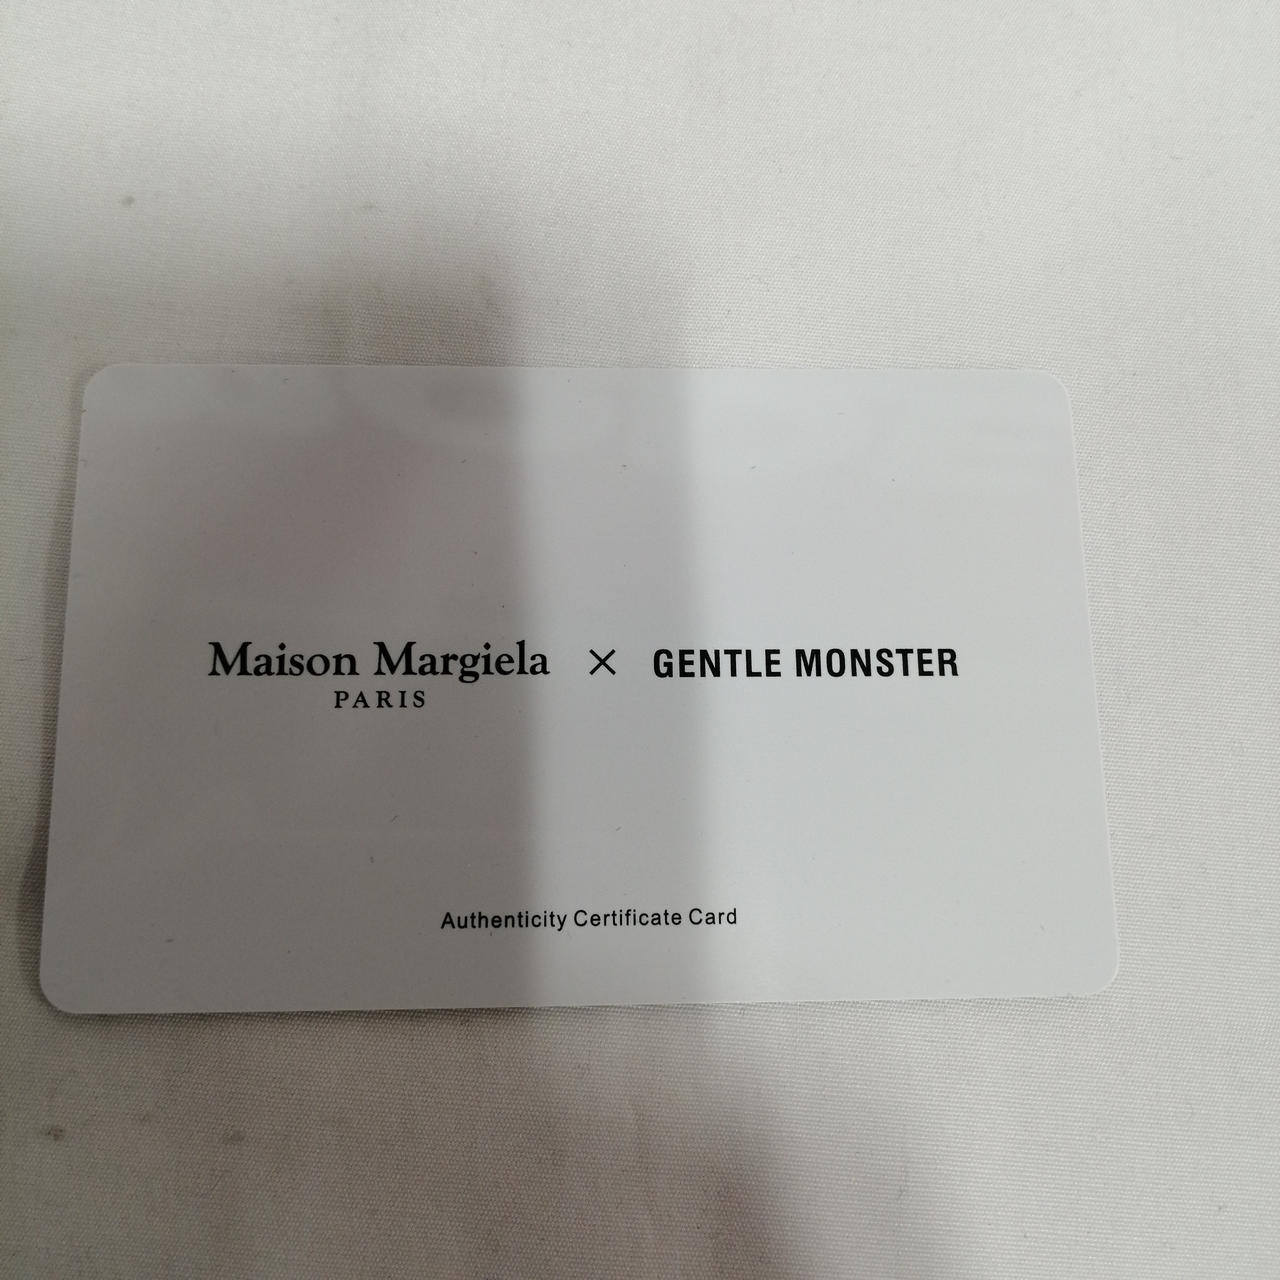 Maison Margiela × GENTLE MONSTER
PARIS
Authenticity Certificate Card